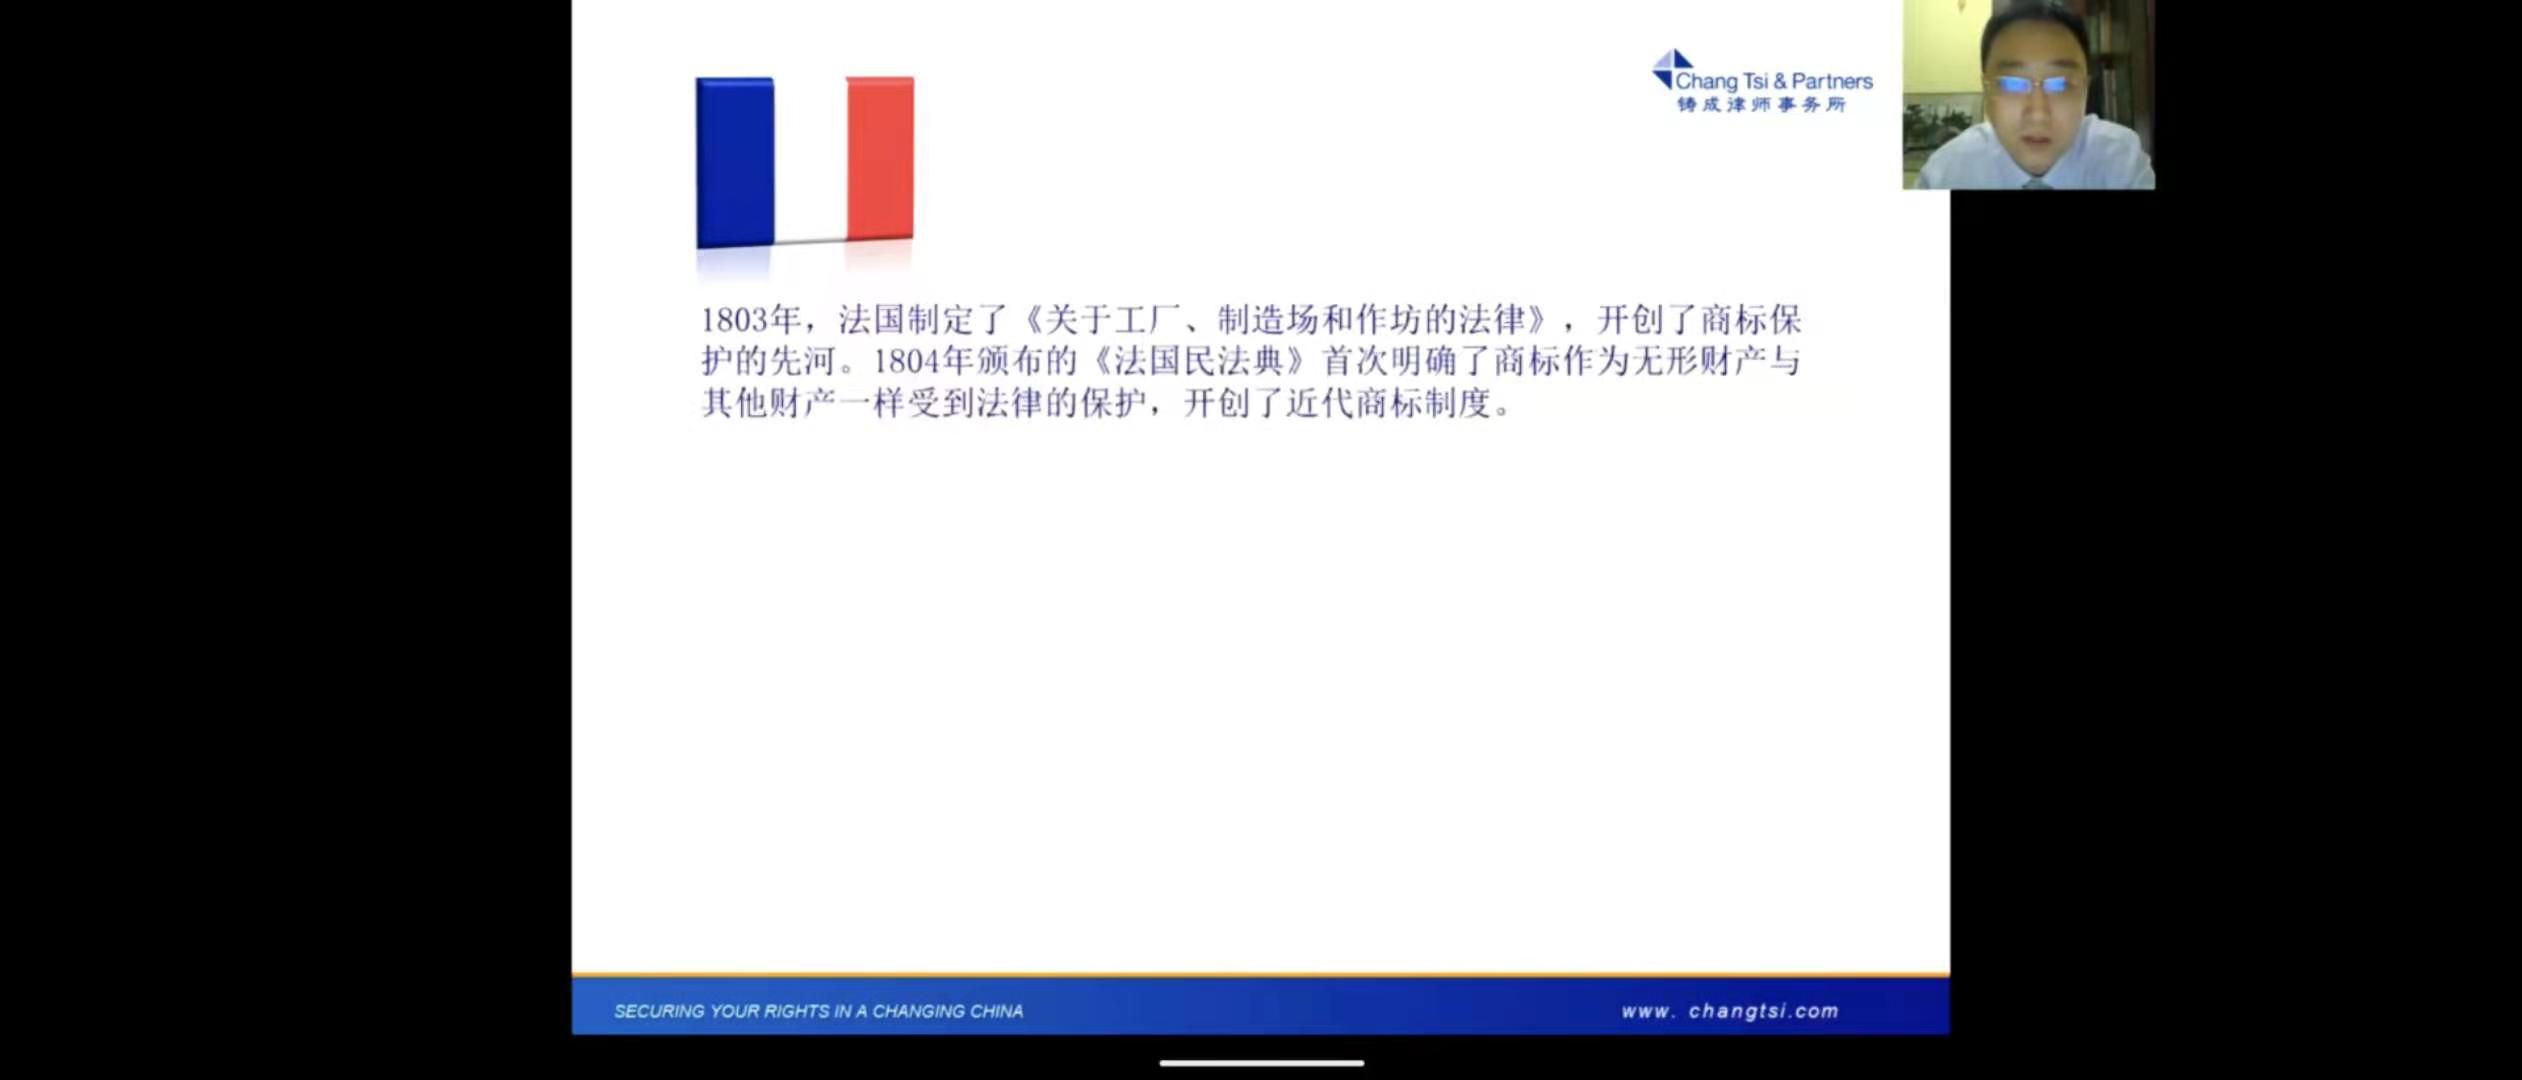 Chang Tsi & Partners
铸成律师事务所
1803年，法国制定了《关于工厂、制造场和作坊的法律》，开创了商标保
护的先河。1804年颁布的《法国民法典》首次明确了商标作为无形财产与
其他财产一样受到法律的保护，开创了近代商标制度。
SECURING YOUR RIGHTS IN A CHANGING CHINA
www. changtsi.com